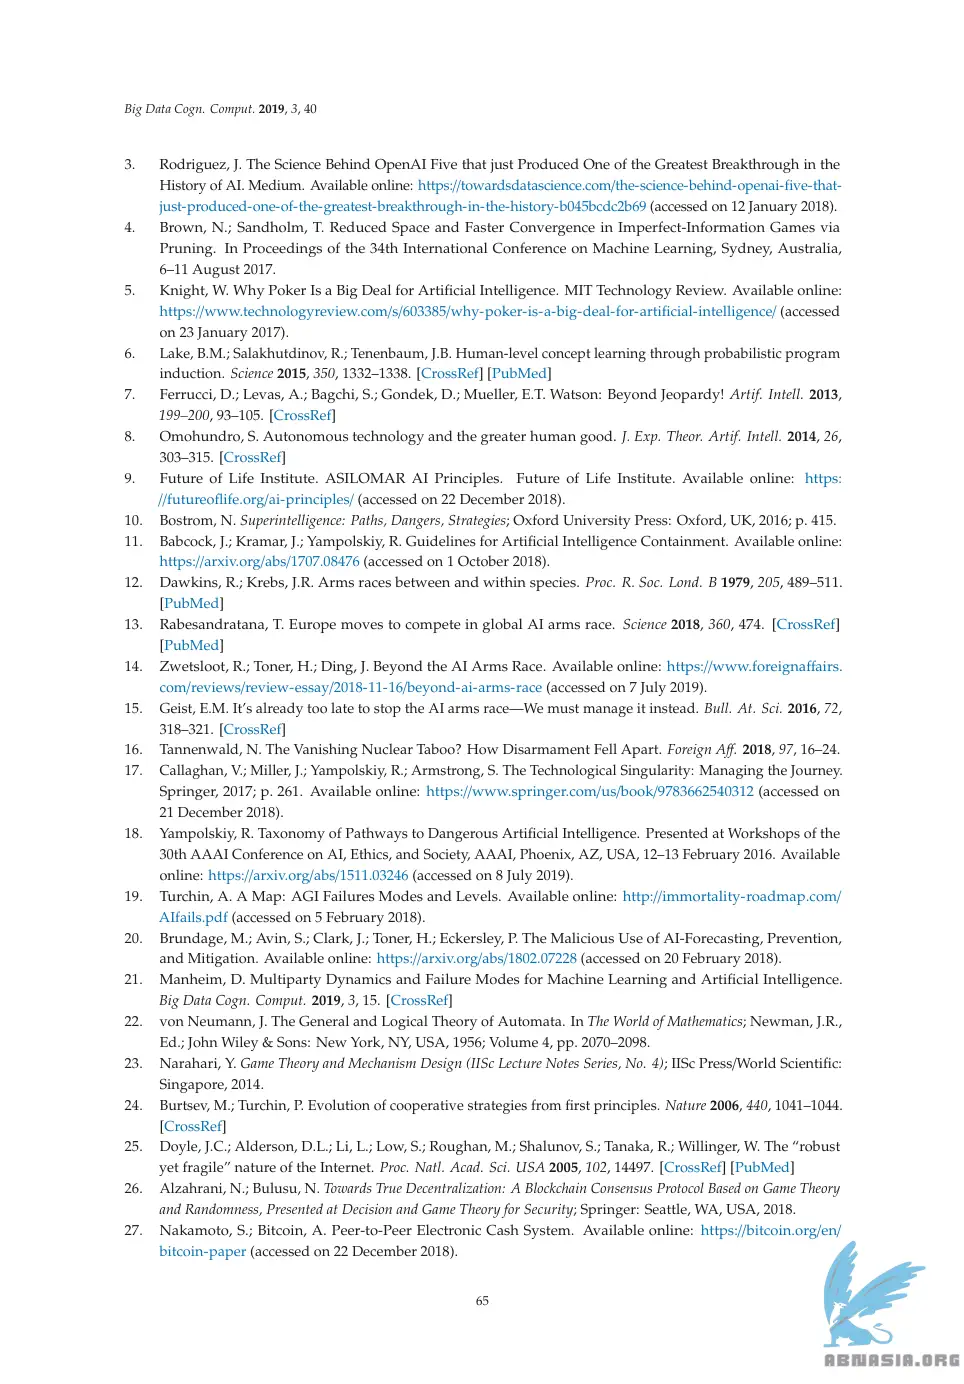 Big Data Cogn. Comput. 2019, 3, 40
3. Rodriguez, J. The Science Behind OpenAI Five that just Produced One of the Greatest Breakthrough in the
History of AI. Medium. Available online: https://towardsdatascience.com/the-science-behind-openai-five-that-
just-produced-one-of-the-greatest-breakthrough-in-the-history-b045bcdc2b69 (accessed on 12 January 2018).
4. Brown, N.; Sandholm, T. Reduced Space and Faster Convergence in Imperfect-Information Games via
Pruning. In Proceedings of the 34th International Conference on Machine Learning, Sydney, Australia,
6–11 August 2017.
5. Knight, W. Why Poker Is a Big Deal for Artificial Intelligence. MIT Technology Review. Available online:
https://www.technologyreview.com/s/603385/why-poker-is-a-big-deal-for-artificial-intelligence/ (accessed
on 23 January 2017).
6. Lake, B.M.; Salakhutdinov, R.; Tenenbaum, J.B. Human-level concept learning through probabilistic program
induction. Science 2015, 350, 1332–1338. [CrossRef] [PubMed]
7. Ferrucci, D.; Levas, A.; Bagchi, S.; Gondek, D.; Mueller, E.T. Watson: Beyond Jeopardy! Artif. Intell. 2013,
199–200, 93–105. [CrossRef]
8. Omohundro, S. Autonomous technology and the greater human good. J. Exp. Theor. Artif. Intell. 2014, 26,
303–315. [CrossRef]
9. Future of Life Institute. ASILOMAR AI Principles. Future of Life Institute. Available online: https:
//futureoflife.org/ai-principles/ (accessed on 22 December 2018).
10. Bostrom, N. Superintelligence: Paths, Dangers, Strategies; Oxford University Press: Oxford, UK, 2016; p. 415.
11. Babcock, J.; Kramar, J.; Yampolskiy, R. Guidelines for Artificial Intelligence Containment. Available online:
https://arxiv.org/abs/1707.08476 (accessed on 1 October 2018).
12. Dawkins, R.; Krebs, J.R. Arms races between and within species. Proc. R. Soc. Lond. B 1979, 205, 489–511.
[PubMed]
13. Rabesandratana, T. Europe moves to compete in global AI arms race. Science 2018, 360, 474. [CrossRef]
[PubMed]
14. Zwetsloot, R.; Toner, H.; Ding, J. Beyond the AI Arms Race. Available online: https://www.foreignaffairs.
com/reviews/review-essay/2018-11-16/beyond-ai-arms-race (accessed on 7 July 2019).
15. Geist, E.M. It's already too late to stop the AI arms race—We must manage it instead. Bull. At. Sci. 2016, 72,
318–321. [CrossRef]
16. Tannenwald, N. The Vanishing Nuclear Taboo? How Disarmament Fell Apart. Foreign Aff. 2018, 97, 16–24.
17. Callaghan, V.; Miller, J.; Yampolskiy, R.; Armstrong, S. The Technological Singularity: Managing the Journey.
Springer, 2017; p. 261. Available online: https://www.springer.com/us/book/9783662540312 (accessed on
21 December 2018).
18. Yampolskiy, R. Taxonomy of Pathways to Dangerous Artificial Intelligence. Presented at Workshops of the
30th AAAI Conference on AI, Ethics, and Society, AAAI, Phoenix, AZ, USA, 12–13 February 2016. Available
online: https://arxiv.org/abs/1511.03246 (accessed on 8 July 2019).
19. Turchin, A. A Map: AGI Failures Modes and Levels. Available online: http://immortality-roadmap.com/
AIfails.pdf (accessed on 5 February 2018).
20. Brundage, M.; Avin, S.; Clark, J.; Toner, H.; Eckersley, P. The Malicious Use of AI-Forecasting, Prevention,
and Mitigation. Available online: https://arxiv.org/abs/1802.07228 (accessed on 20 February 2018).
21. Manheim, D. Multiparty Dynamics and Failure Modes for Machine Learning and Artificial Intelligence.
Big Data Cogn. Comput. 2019, 3, 15. [CrossRef]
22. von Neumann, J. The General and Logical Theory of Automata. In The World of Mathematics; Newman, J.R.,
Ed.; John Wiley & Sons: New York, NY, USA, 1956; Volume 4, pp. 2070–2098.
23. Narahari, Y. Game Theory and Mechanism Design (IISc Lecture Notes Series, No. 4); IISc Press/World Scientific:
Singapore, 2014.
24. Burtsev, M.; Turchin, P. Evolution of cooperative strategies from first principles. Nature 2006, 440, 1041–1044.
[CrossRef]
25. Doyle, J.C.; Alderson, D.L.; Li, L.; Low, S.; Roughan, M.; Shalunov, S.; Tanaka, R.; Willinger, W. The “robust
yet fragile” nature of the Internet. Proc. Natl. Acad. Sci. USA 2005, 102, 14497. [CrossRef] [PubMed]
26. Alzahrani, N.; Bulusu, N. Towards True Decentralization: A Blockchain Consensus Protocol Based on Game Theory
and Randomness, Presented at Decision and Game Theory for Security; Springer: Seattle, WA, USA, 2018.
27. Nakamoto, S.; Bitcoin, A. Peer-to-Peer Electronic Cash System. Available online: https://bitcoin.org/en/
bitcoin-paper (accessed on 22 December 2018).
65
ABNASIA.ORG